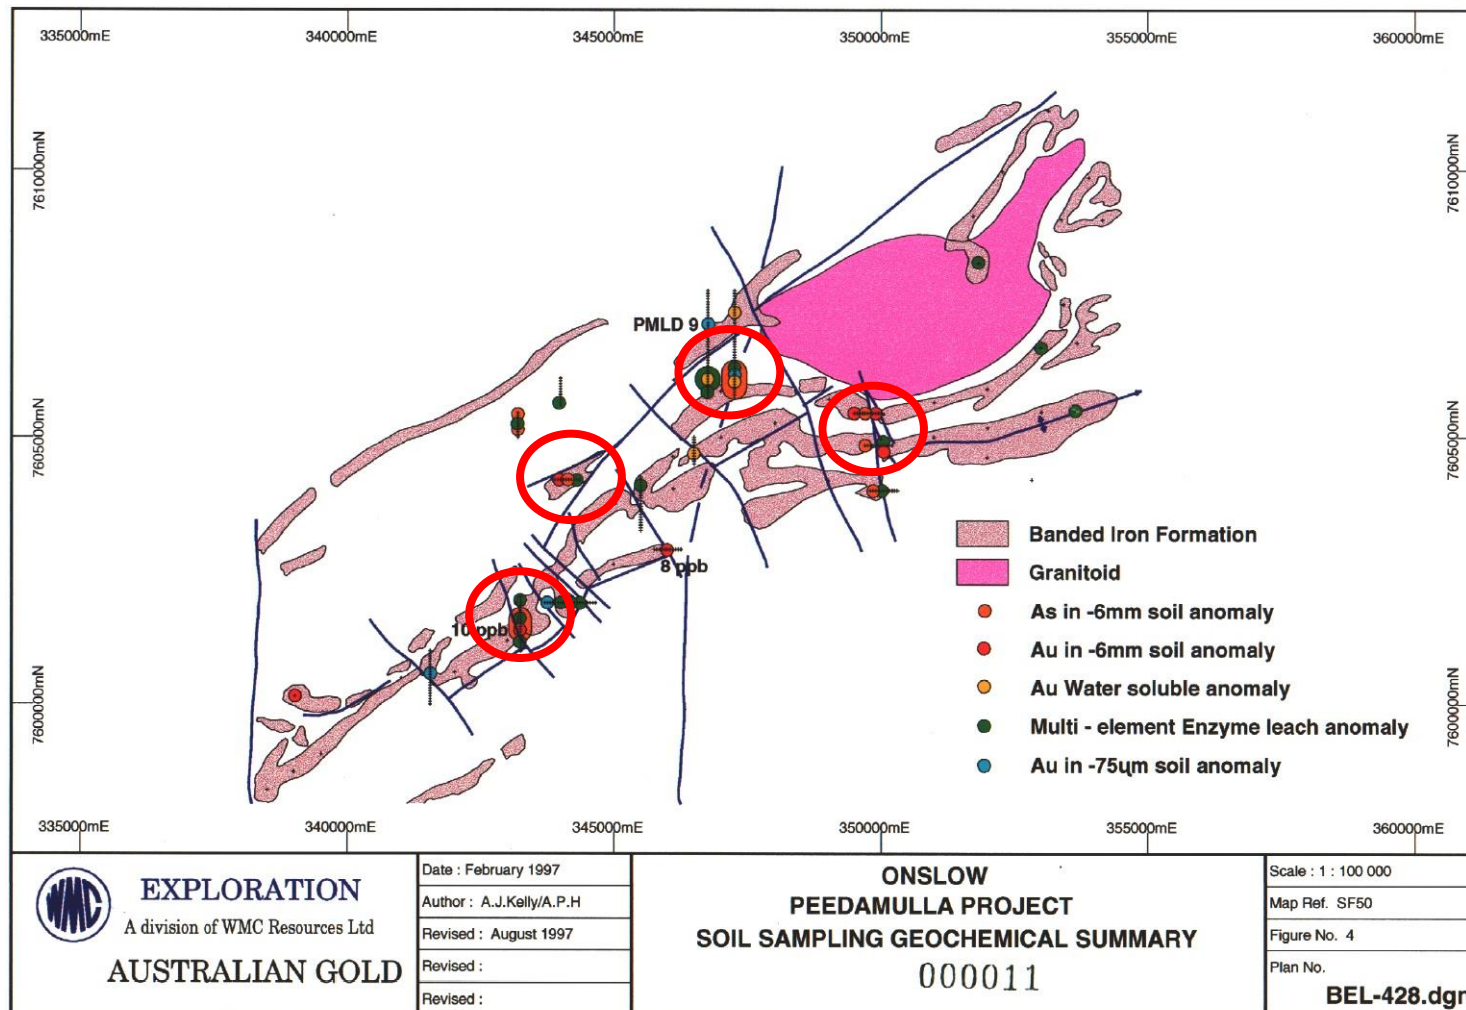 335000mE 340000mE 345000mE 350000mE 355000mE 360000mE
7610000mN
7610000mN
PMLD 9
7605000mN
7605000mN
8 ppb
10 ppb
7600000mN
7600000mN
Banded Iron Formation
Granitoid
As in -6mm soil anomaly
Au in -6mm soil anomaly
Au Water soluble anomaly
Multi - element Enzyme leach anomaly
Au in -75µm soil anomaly
335000mE 340000mE 345000mE 350000mE 355000mE 360000mE
WMC
EXPLORATION
A division of WMC Resources Ltd
AUSTRALIAN GOLD
Date : February 1997
Author : A.J.Kelly/A.P.H
Revised : August 1997
Revised :
Revised :
ONSLOW
PEEDAMULLA PROJECT
SOIL SAMPLING GEOCHEMICAL SUMMARY
000011
Scale : 1 : 100 000
Map Ref. SF50
Figure No. 4
Plan No.
BEL-428.dgn